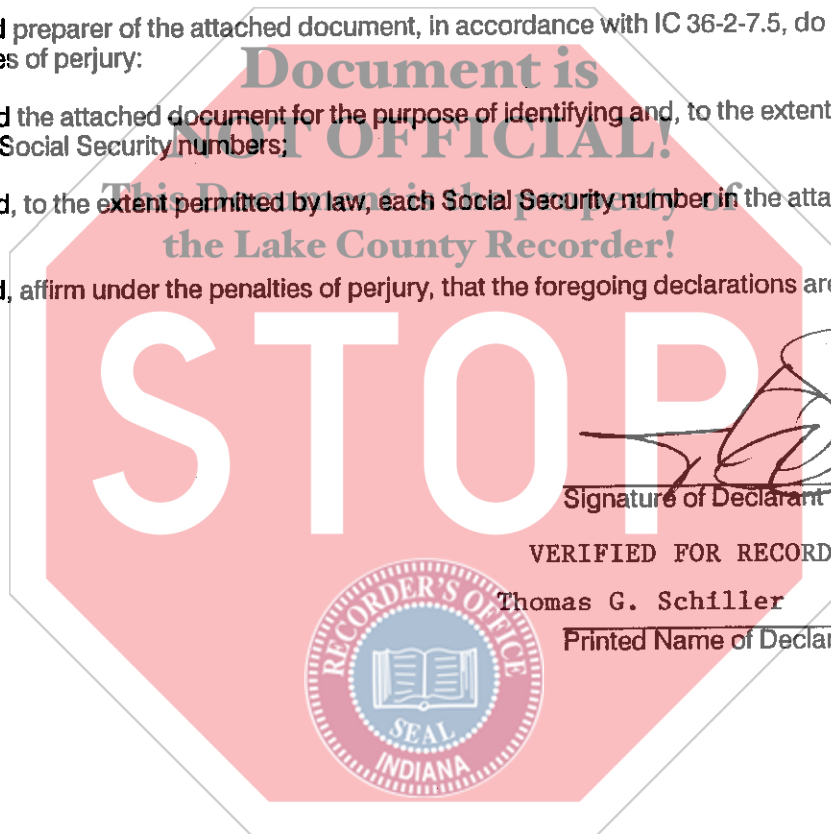 d preparer of the attached document, in accordance with IC 36-2-7.5, do
es of perjury:
Document is
d the attached document for the purpose of identifying and, to the extent
NOT OFFICIAL!
Social Security numbers;
This Document is the property of
d, to the extent permitted by law, each Social Security number in the atta
the Lake County Recorder!
d, affirm under the penalties of perjury, that the foregoing declarations are
STOP
Signature of Declarant
VERIFIED FOR RECORD
Thomas G. Schiller
Printed Name of Declar
RECORDER'S OFFICE
SEAL
INDIANA